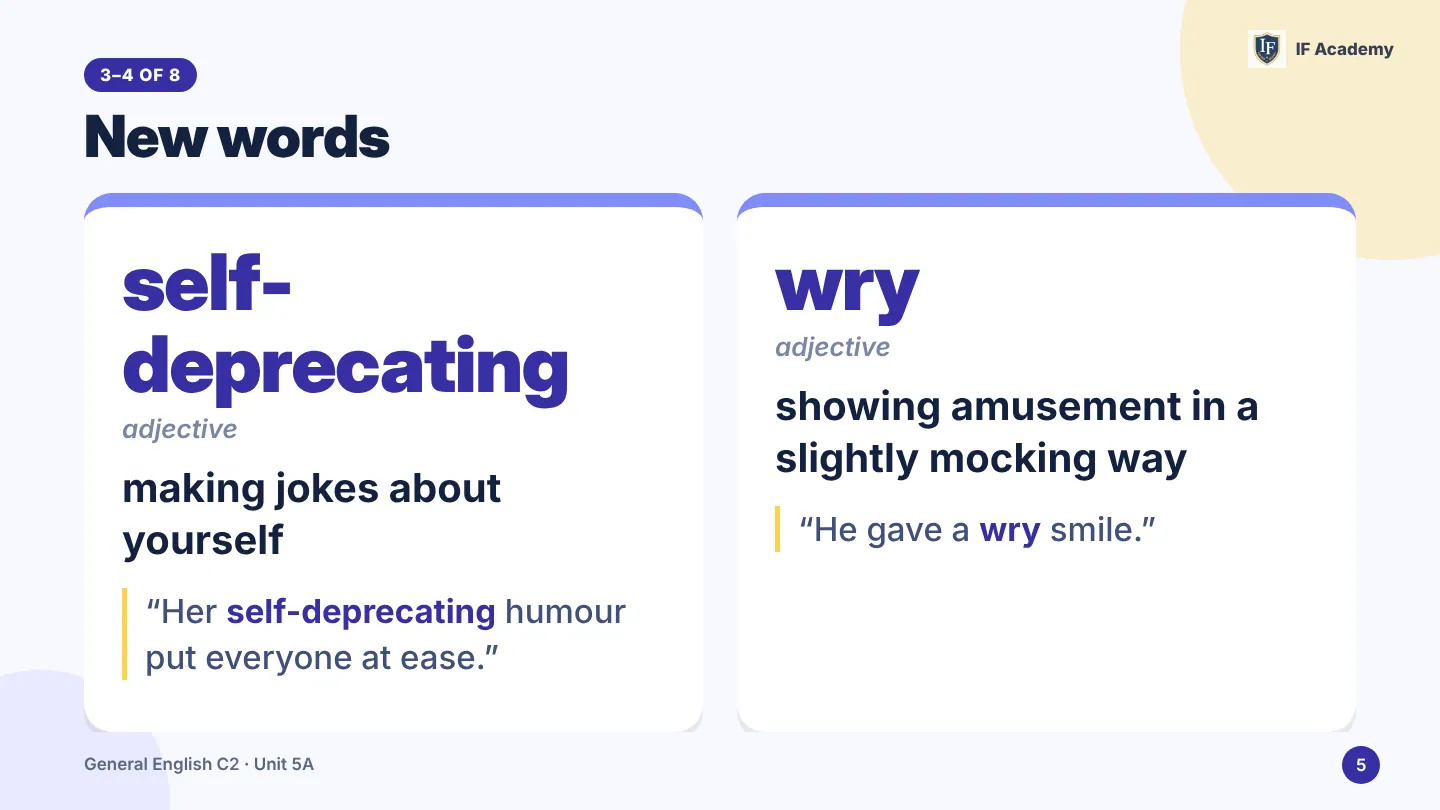 IF
IF Academy
3–4 OF 8
New words
self-
deprecating
adjective
making jokes about
yourself
“Her self-deprecating humour
put everyone at ease.”
wry
adjective
showing amusement in a
slightly mocking way
“He gave a wry smile.”
General English C2 · Unit 5A
5